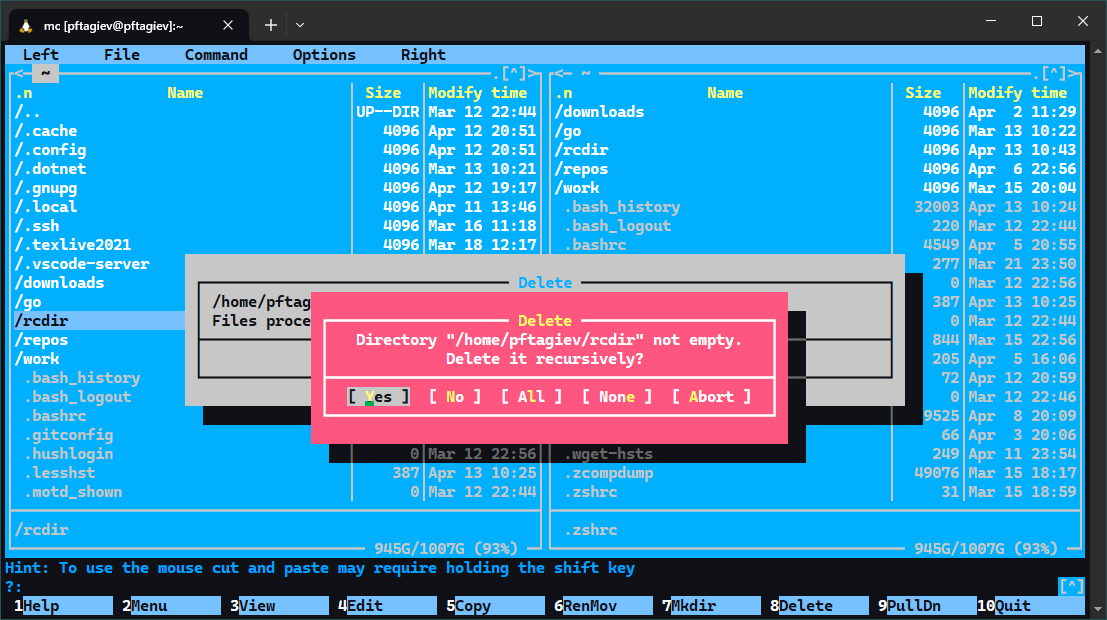 mc [pftagiev@pftagiev]:~
Left File Command Options Right
<─ ~ .[^]> <─ ~ .[^]>
.n Name Size Modify time .n Name Size Modify time
/.. UP--DIR Mar 12 22:44 /downloads 4096 Apr 2 11:29
/.cache 4096 Apr 12 20:51 /go 4096 Mar 13 10:22
/.config 4096 Apr 12 20:51 /rcdir 4096 Apr 13 10:43
/.dotnet 4096 Mar 13 10:21 /repos 4096 Apr 6 22:56
/.gnupg 4096 Apr 12 19:17 /work 4096 Mar 15 20:04
/.local 4096 Apr 11 13:46 .bash_history 32003 Apr 13 10:24
/.ssh 4096 Mar 16 11:18 .bash_logout 220 Mar 12 22:44
/.texlive2021 4096 Mar 18 12:17 .bashrc 4549 Apr 5 20:55
/.vscode-server 277 Mar 21 23:50
/downloads Delete 0 Mar 12 22:56
/go /home/pftag 387 Apr 13 10:25
/rcdir Files proce Delete 0 Mar 12 22:44
/repos Directory "/home/pftagiev/rcdir" not empty. 844 Mar 15 22:56
/work Delete it recursively? 205 Apr 5 16:06
.bash_history 72 Apr 12 20:59
.bash_logout [ Yes ] [ No ] [ All ] [ None ] [ Abort ] 0 Mar 12 22:46
.bashrc 9525 Apr 8 20:09
.gitconfig 66 Apr 3 20:06
.hushlogin 0 Mar 12 22:56 .wget-hsts 249 Apr 11 23:54
.lesshst 387 Apr 13 10:25 .zcompdump 49076 Mar 15 18:17
.motd_shown 0 Mar 12 22:44 .zshrc 31 Mar 15 18:59
/rcdir .zshrc
945G/1007G (93%) 945G/1007G (93%)
Hint: To use the mouse cut and paste may require holding the shift key
?: [^]
1Help 2Menu 3View 4Edit 5Copy 6RenMov 7Mkdir 8Delete 9PullDn 10Quit